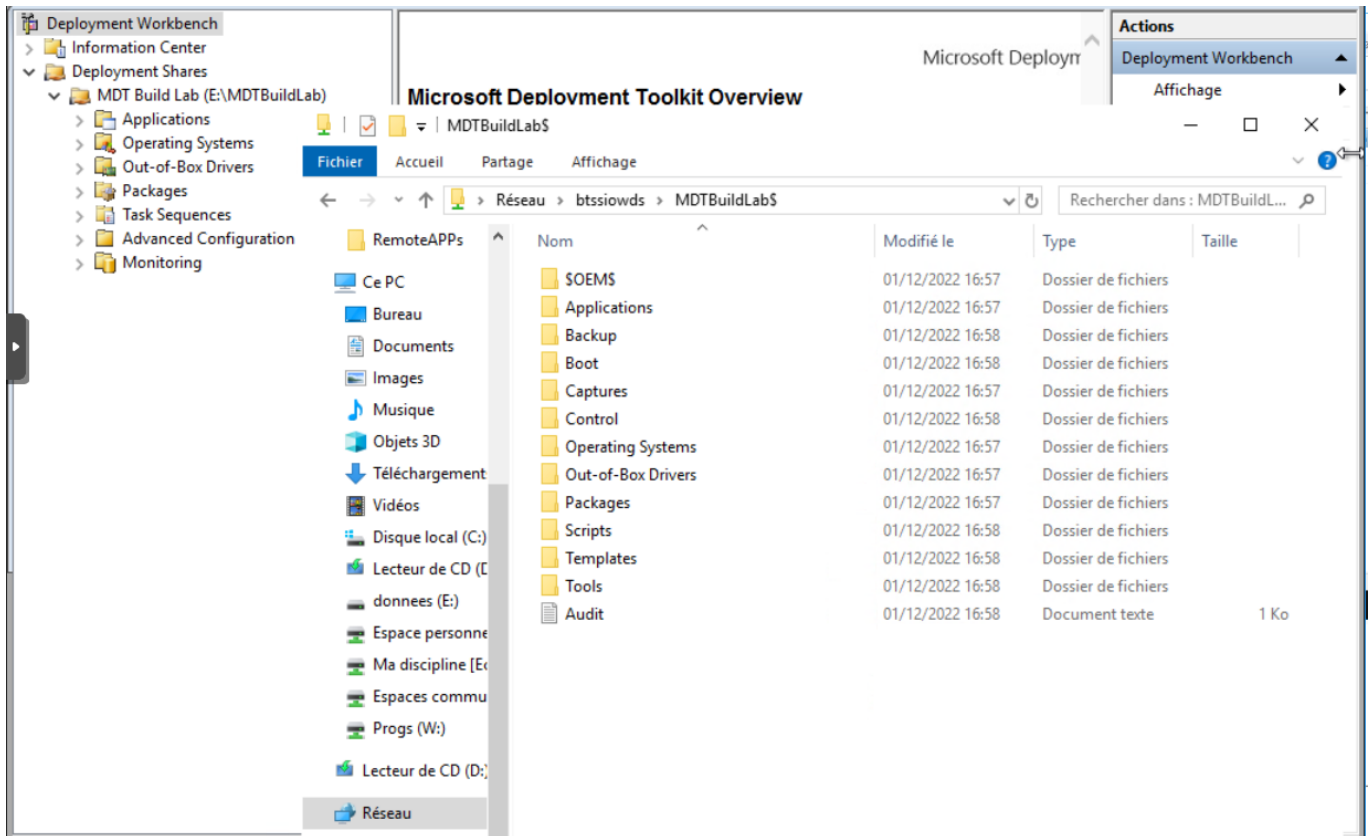 Deployment Workbench
Information Center
Deployment Shares
MDT Build Lab (E:\MDTBuildLab)
Applications
Operating Systems
Out-of-Box Drivers
Packages
Task Sequences
Advanced Configuration
Monitoring
Microsoft Deploym
Microsoft Deployment Toolkit Overview
Actions
Deployment Workbench
Affichage
MDTBuildLab$
Fichier Accueil Partage Affichage
Réseau > btssiowds > MDTBuildLab$
Rechercher dans : MDTBuildL...
RemoteAPPs
Ce PC
Bureau
Documents
Images
Musique
Objets 3D
Téléchargement
Vidéos
Disque local (C:)
Lecteur de CD (D
donnees (E:)
Espace personne
Ma discipline [Ec
Espaces commu
Progs (W:)
Lecteur de CD (D:)
Réseau
Nom Modifié le Type Taille
$OEM$ 01/12/2022 16:57 Dossier de fichiers
Applications 01/12/2022 16:57 Dossier de fichiers
Backup 01/12/2022 16:58 Dossier de fichiers
Boot 01/12/2022 16:58 Dossier de fichiers
Captures 01/12/2022 16:57 Dossier de fichiers
Control 01/12/2022 16:58 Dossier de fichiers
Operating Systems 01/12/2022 16:57 Dossier de fichiers
Out-of-Box Drivers 01/12/2022 16:57 Dossier de fichiers
Packages 01/12/2022 16:57 Dossier de fichiers
Scripts 01/12/2022 16:58 Dossier de fichiers
Templates 01/12/2022 16:58 Dossier de fichiers
Tools 01/12/2022 16:58 Dossier de fichiers
Audit 01/12/2022 16:58 Document texte 1 Ko